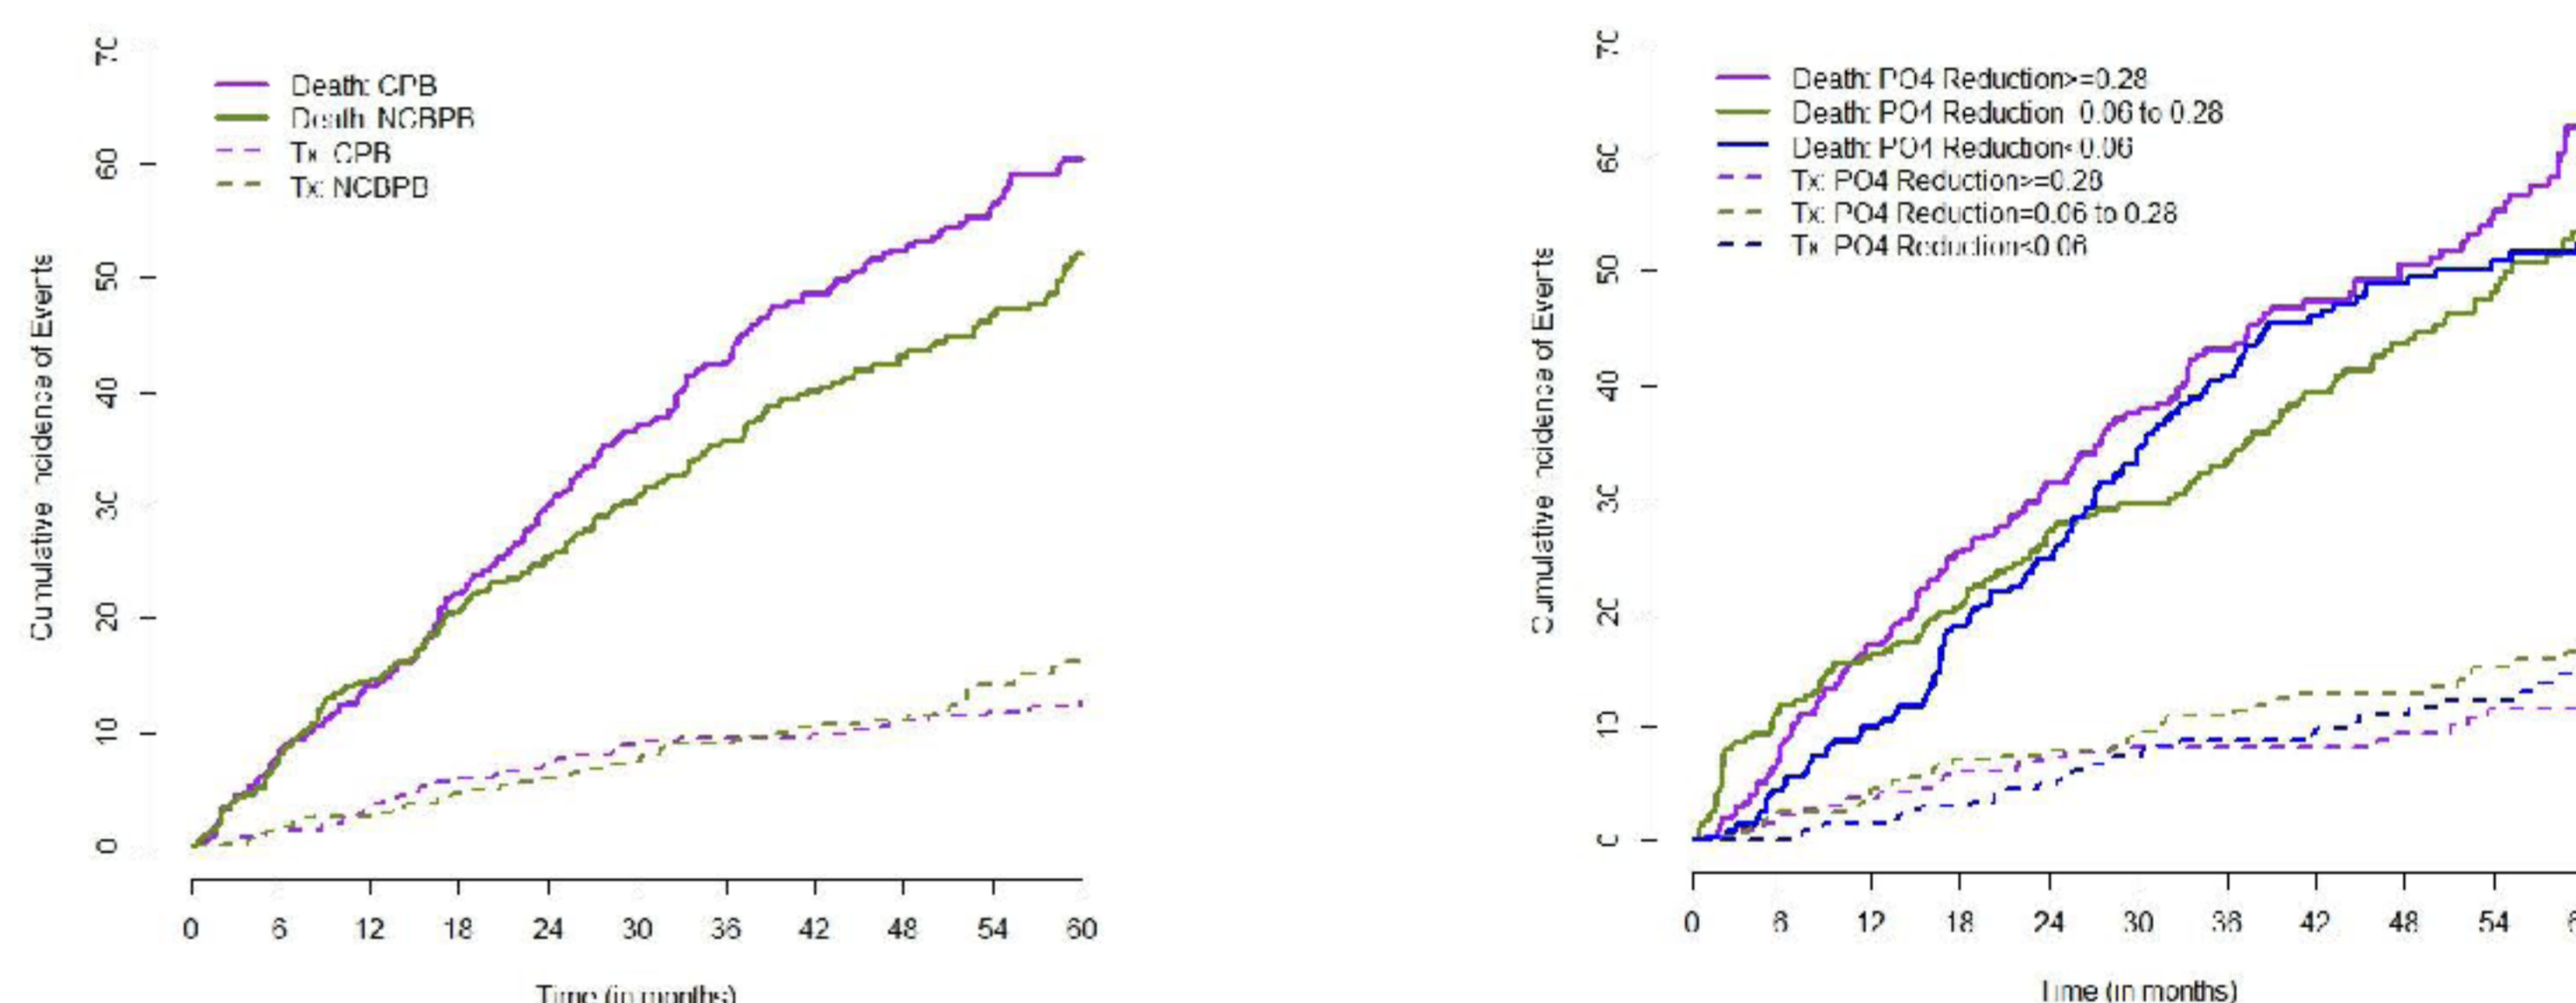 70
60
50
40
30
20
10
0
Cumulative Incidence of Events
Death: CPB
Death: NCBPB
Tx: CPB
Tx: NCBPB
0 6 12 18 24 30 36 42 48 54 60
Time (in months)
70
60
50
40
30
20
10
0
Cumulative Incidence of Events
Death: PO4 Reduction>=0.28
Death: PO4 Reduction 0.06 to 0.28
Death: PO4 Reduction<0.06
Tx: PO4 Reduction>=0.28
Tx: PO4 Reduction=0.06 to 0.28
Tx: PO4 Reduction<0.06
0 6 12 18 24 30 36 42 48 54
Time (in months)